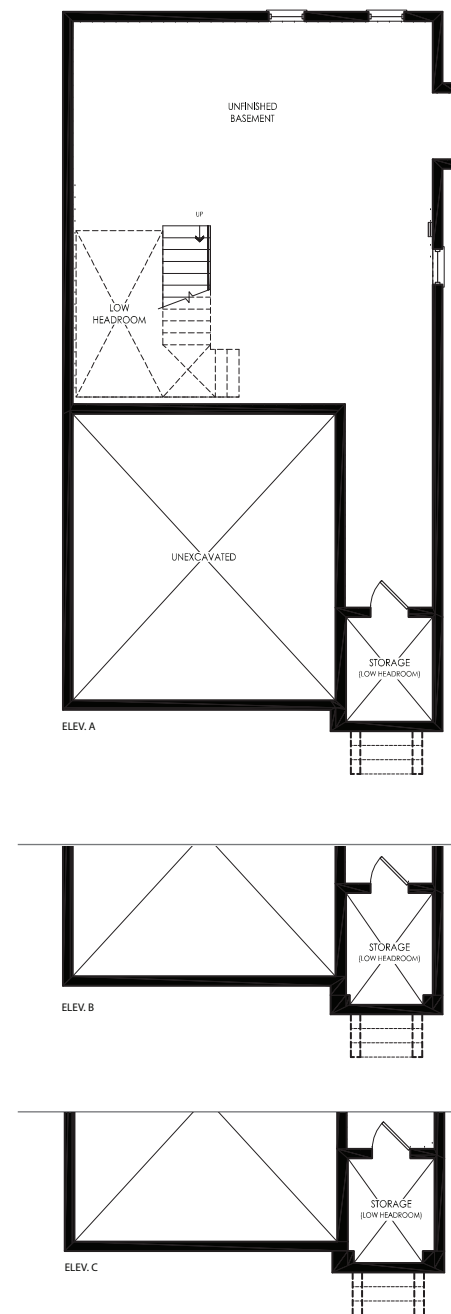 UNFINISHED
BASEMENT
UP
LOW
HEADROOM
UNEXCAVATED
STORAGE
(LOW HEADROOM)
ELEV. A
STORAGE
(LOW HEADROOM)
ELEV. B
STORAGE
(LOW HEADROOM)
ELEV. C